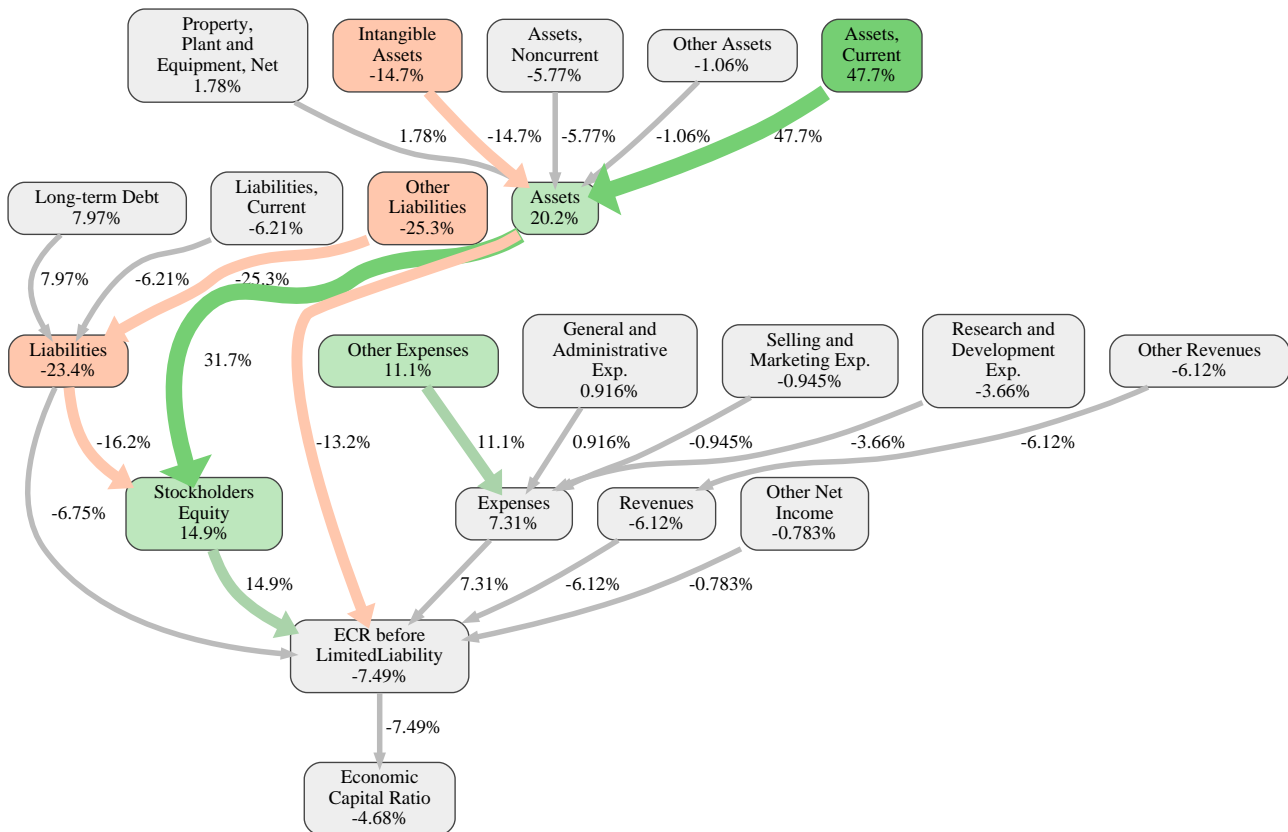 Property,
Plant and
Equipment, Net
1.78%
Intangible
Assets
-14.7%
Assets,
Noncurrent
-5.77%
Other Assets
-1.06%
Assets,
Current
47.7%
1.78%
-14.7%
-5.77%
-1.06%
47.7%
Long-term Debt
7.97%
Liabilities,
Current
-6.21%
Other
Liabilities
-25.3%
Assets
20.2%
7.97%
-6.21%
-25.3%
Liabilities
-23.4%
31.7%
Other Expenses
11.1%
General and
Administrative
Exp.
0.916%
Selling and
Marketing Exp.
-0.945%
Research and
Development
Exp.
-3.66%
Other Revenues
-6.12%
-16.2%
-13.2%
11.1%
0.916%
-0.945%
-3.66%
-6.12%
-6.75%
Stockholders
Equity
14.9%
Expenses
7.31%
Revenues
-6.12%
Other Net
Income
-0.783%
14.9%
7.31%
-6.12%
-0.783%
ECR before
LimitedLiability
-7.49%
-7.49%
Economic
Capital Ratio
-4.68%